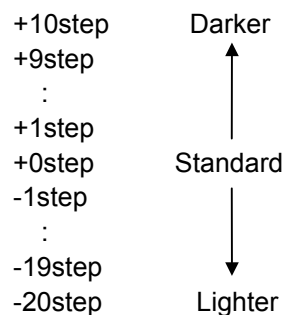 +10step Darker
+9step
:
+1step
+0step Standard
-1step
:
-19step
-20step Lighter